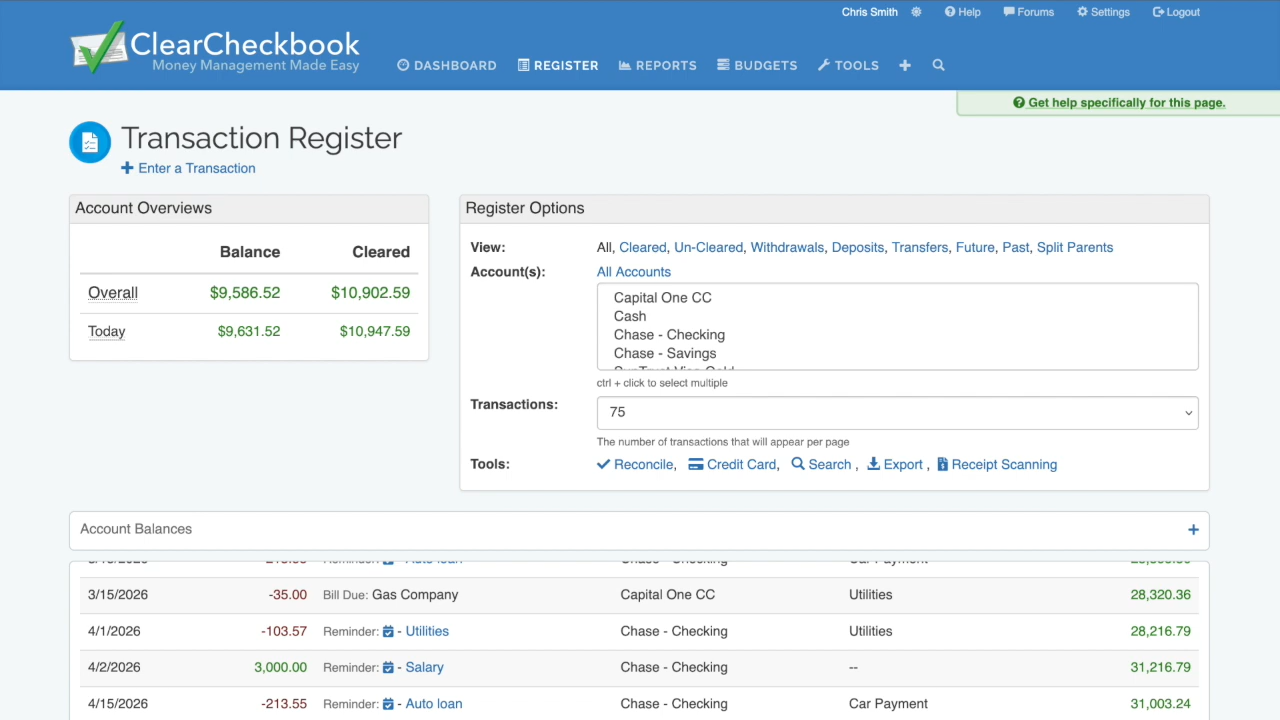 Chris Smith Help Forums Settings Logout
ClearCheckbook
Money Management Made Easy
DASHBOARD REGISTER REPORTS BUDGETS TOOLS
Get help specifically for this page.
Transaction Register
Enter a Transaction
Account Overviews
Balance Cleared
Overall $9,586.52 $10,902.59
Today $9,631.52 $10,947.59
Register Options
View: All, Cleared, Un-Cleared, Withdrawals, Deposits, Transfers, Future, Past, Split Parents
Account(s): All Accounts
Capital One CC
Cash
Chase - Checking
Chase - Savings
ctrl + click to select multiple
Transactions: 75
The number of transactions that will appear per page
Tools: Reconcile, Credit Card, Search , Export , Receipt Scanning
Account Balances
Reminder: - Auto loan Chase - Checking Car Payment
3/15/2026 -35.00 Bill Due: Gas Company Capital One CC Utilities 28,320.36
4/1/2026 -103.57 Reminder: - Utilities Chase - Checking Utilities 28,216.79
4/2/2026 3,000.00 Reminder: - Salary Chase - Checking -- 31,216.79
4/15/2026 -213.55 Reminder: - Auto loan Chase - Checking Car Payment 31,003.24